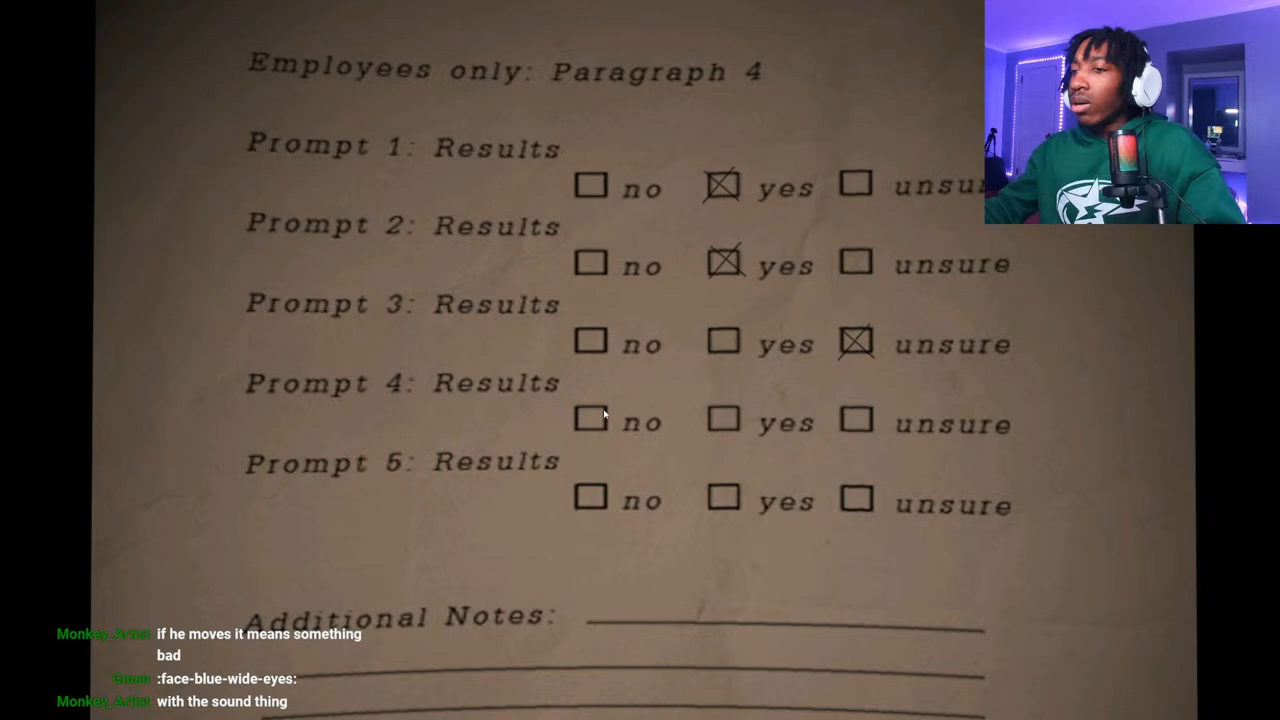 Employees only: Paragraph 4
Prompt 1: Results
no yes unsu
Prompt 2: Results
no yes unsure
Prompt 3: Results
no yes unsure
Prompt 4: Results
no yes unsure
Prompt 5: Results
no yes unsure
Additional Notes:
Monkey_Artist if he moves it means something
bad
:face-blue-wide-eyes:
Monkey_Artist with the sound thing